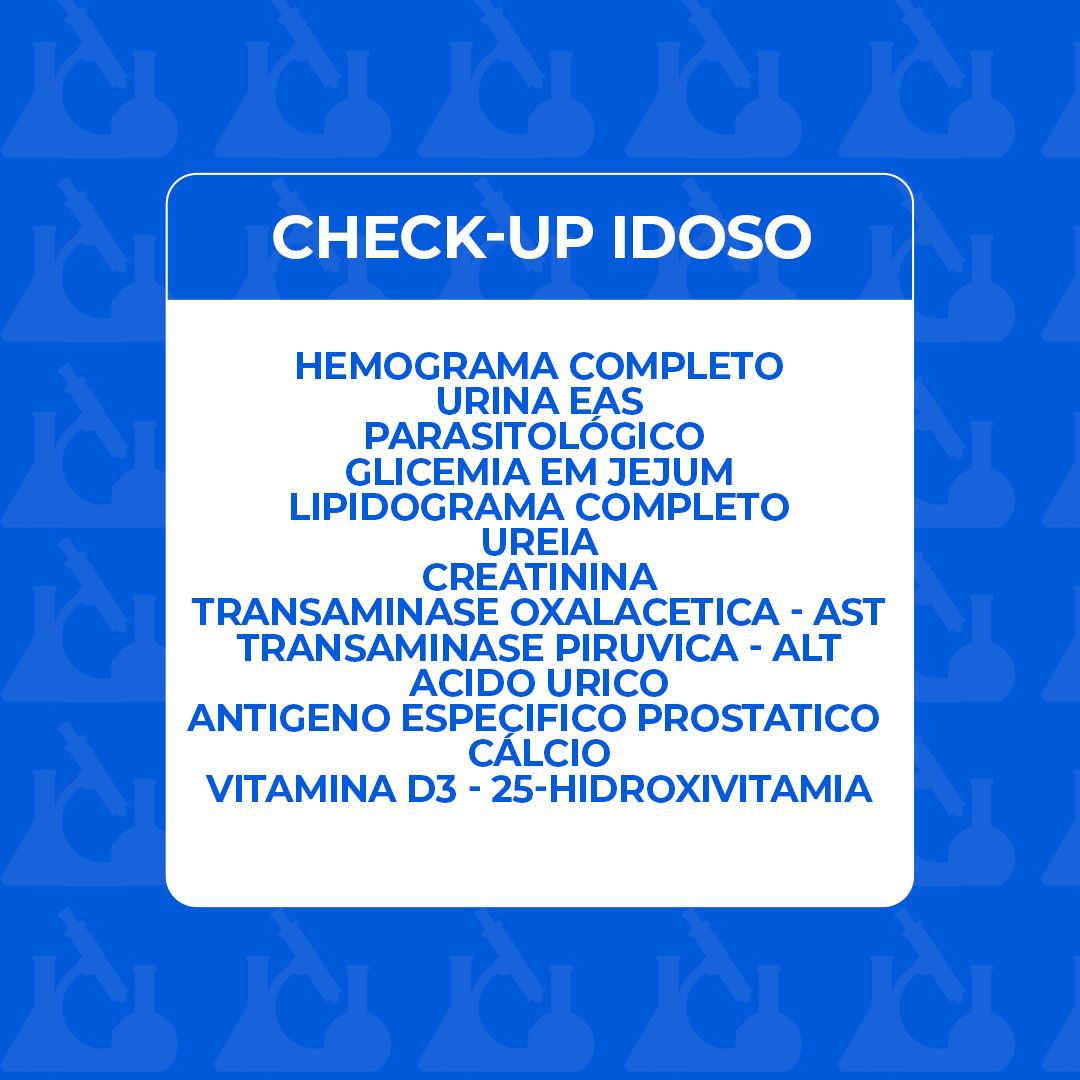 CHECK-UP IDOSO
HEMOGRAMA COMPLETO
URINA EAS
PARASITOLÓGICO
GLICEMIA EM JEJUM
LIPIDOGRAMA COMPLETO
UREIA
CREATININA
TRANSAMINASE OXALACETICA - AST
TRANSAMINASE PIRUVICA - ALT
ACIDO URICO
ANTIGENO ESPECIFICO PROSTATICO
CÁLCIO
VITAMINA D3 - 25-HIDROXIVITAMIA